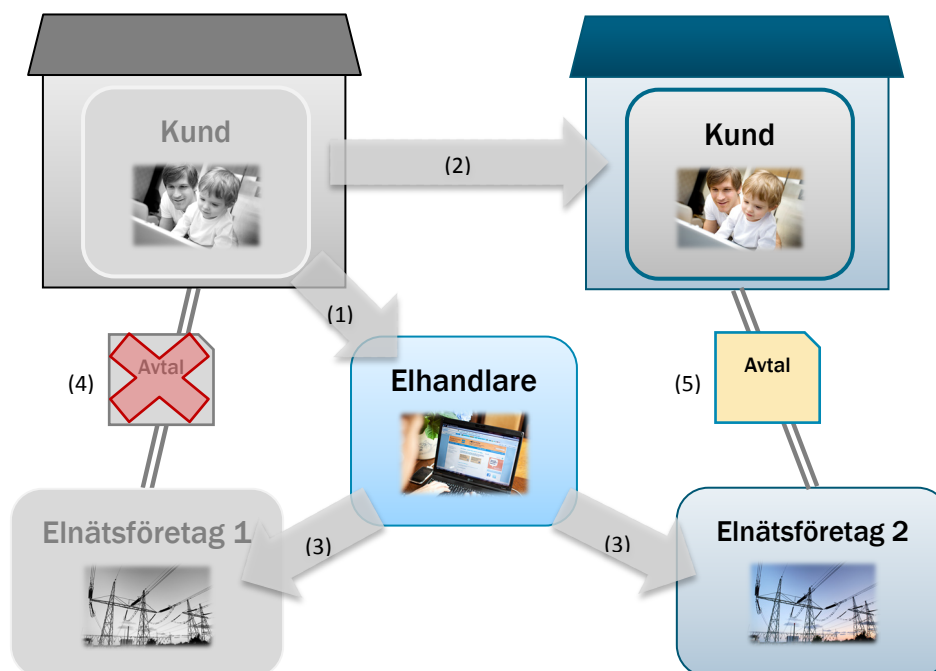 Kund
Kund
(2)
(1)
Avtal
(4)
Elhandlare
Avtal
(5)
Elnätsföretag 1
(3)
(3)
Elnätsföretag 2